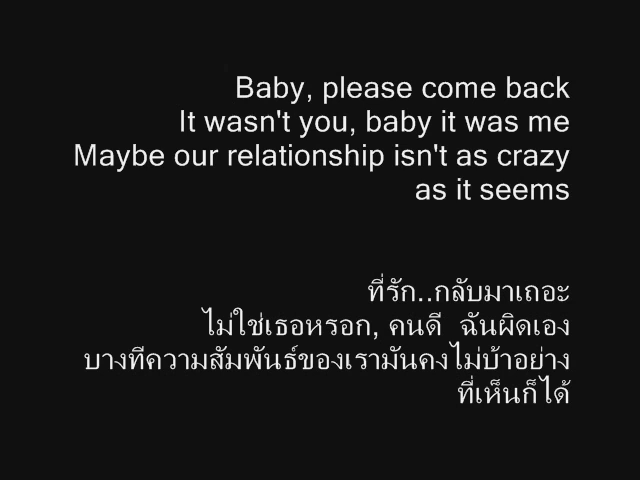 Baby, please come back
It wasn't you, baby it was me
Maybe our relationship isn't as crazy
as it seems
ที่รัก..กลับมาเถอะ
ไม่ใช่เธอหรอก, คนดี  ฉันผิดเอง
บางทีความสัมพันธ์ของเรามันคงไม่บ้าอย่าง
ที่เห็นก็ได้